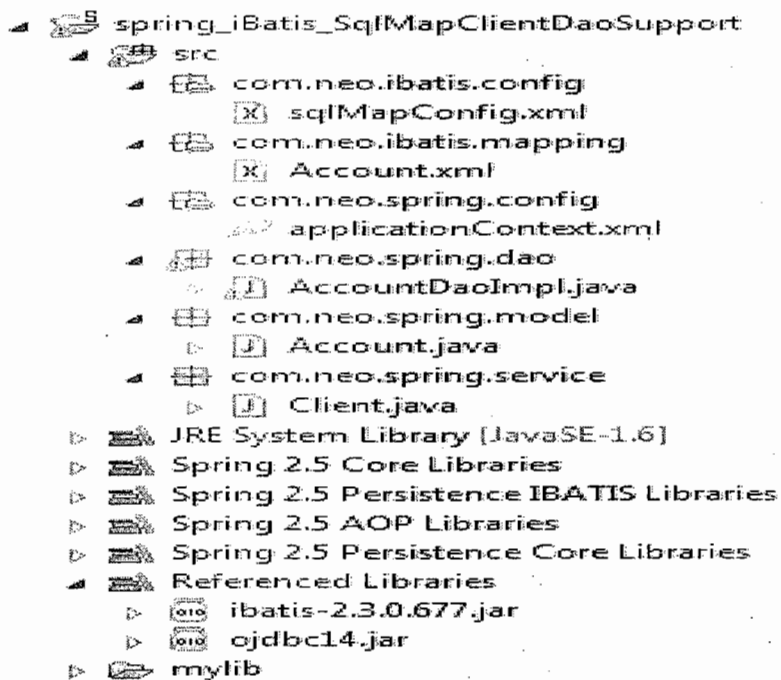 spring_iBatis_SqlMapClientDaoSupport
src
com.neo.ibatis.config
sqlMapConfig.xml
com.neo.ibatis.mapping
Account.xml
com.neo.spring.config
applicationContext.xml
com.neo.spring.dao
AccountDaoImpl.java
com.neo.spring.model
Account.java
com.neo.spring.service
Client.java
JRE System Library [JavaSE-1.6]
Spring 2.5 Core Libraries
Spring 2.5 Persistence IBATIS Libraries
Spring 2.5 AOP Libraries
Spring 2.5 Persistence Core Libraries
Referenced Libraries
ibatis-2.3.0.677.jar
ojdbc14.jar
mylib